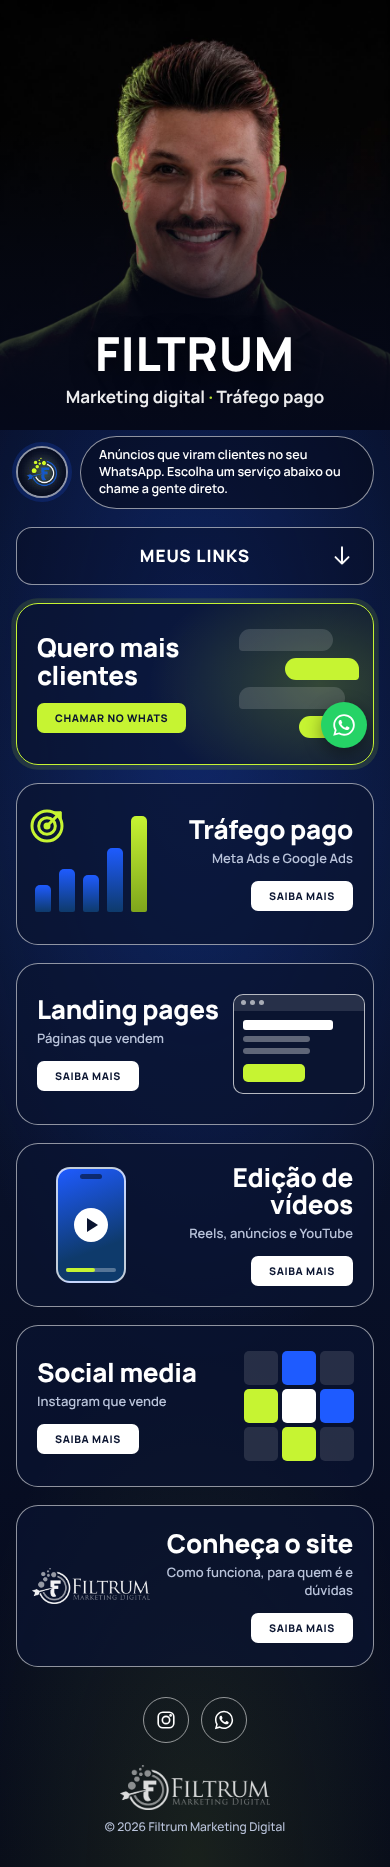 FILTRUM
Marketing digital · Tráfego pago
Anúncios que viram clientes no seu
WhatsApp. Escolha um serviço abaixo ou
chame a gente direto.
MEUS LINKS
Quero mais
clientes
CHAMAR NO WHATS
Tráfego pago
Meta Ads e Google Ads
SAIBA MAIS
Landing pages
Páginas que vendem
SAIBA MAIS
Edição de
vídeos
Reels, anúncios e YouTube
SAIBA MAIS
Social media
Instagram que vende
SAIBA MAIS
Conheça o site
Como funciona, para quem é e
dúvidas
SAIBA MAIS
F FILTRUM
MARKETING DIGITAL
F FILTRUM
MARKETING DIGITAL
© 2026 Filtrum Marketing Digital